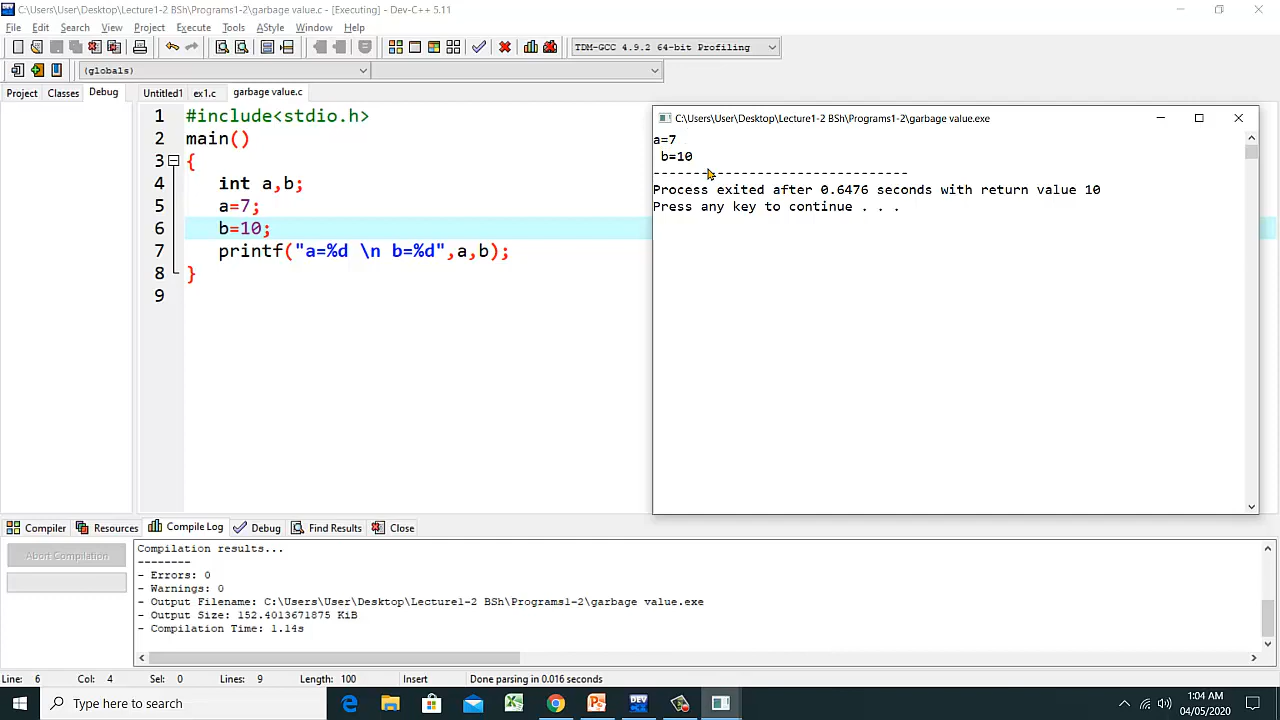 C:\Users\User\Desktop\Lecture1-2 BSh\Programs1-2\garbage value.c - [Executing] - Dev-C++ 5.11
File Edit Search View Project Execute Tools AStyle Window Help
TDM-GCC 4.9.2 64-bit Profiling
(globals)
Project Classes Debug Untitled1 ex1.c garbage value.c
1 #include<stdio.h>
2 main()
3 {
4 int a,b;
5 a=7;
6 b=10;
7 printf("a=%d \n b=%d",a,b);
8 }
9
C:\Users\User\Desktop\Lecture1-2 BSh\Programs1-2\garbage value.exe
a=7
b=10
--------------------------------
Process exited after 0.6476 seconds with return value 10
Press any key to continue . . .
Compiler Resources Compile Log Debug Find Results Close
Abort Compilation
Compilation results...
--------
- Errors: 0
- Warnings: 0
- Output Filename: C:\Users\User\Desktop\Lecture1-2 BSh\Programs1-2\garbage value.exe
- Output Size: 152.4013671875 KiB
- Compilation Time: 1.14s
Line: 6 Col: 4 Sel: 0 Lines: 9 Length: 100 Insert Done parsing in 0.016 seconds
Type here to search
DEV
1:04 AM
04/05/2020